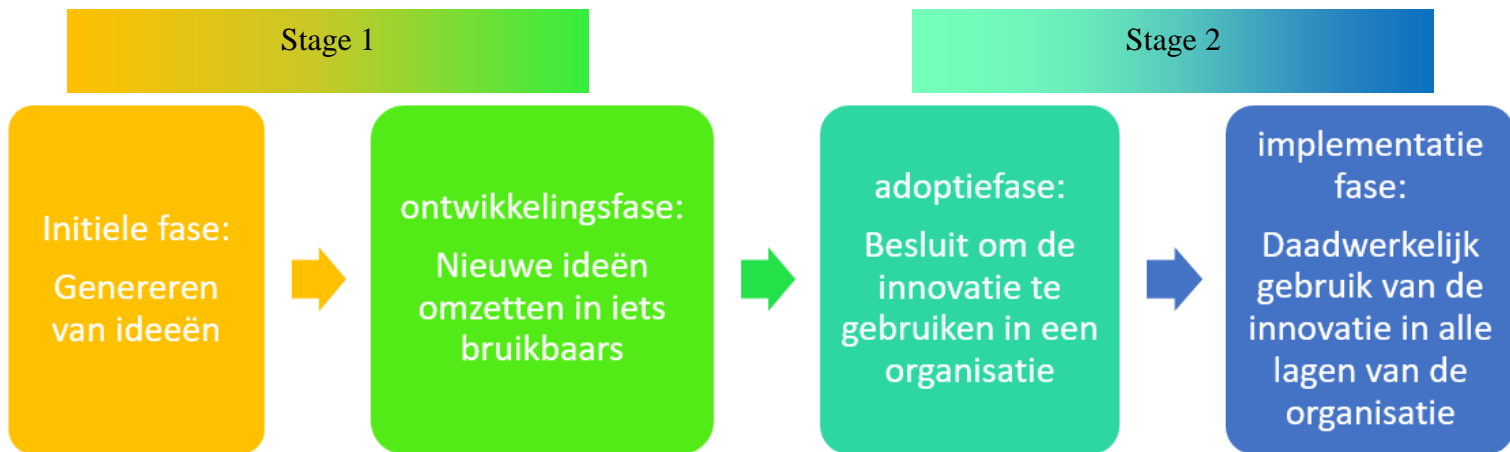 Stage 1
Stage 2
Initiele fase:
Genereren
van ideeën
ontwikkelingsfase:
Nieuwe ideën
omzetten in iets
bruikbaars
adoptiefase:
Besluit om de
innovatie te
gebruiken in een
organisatie
implementatie
fase:
Daadwerkelijk
gebruik van de
innovatie in alle
lagen van de
organisatie